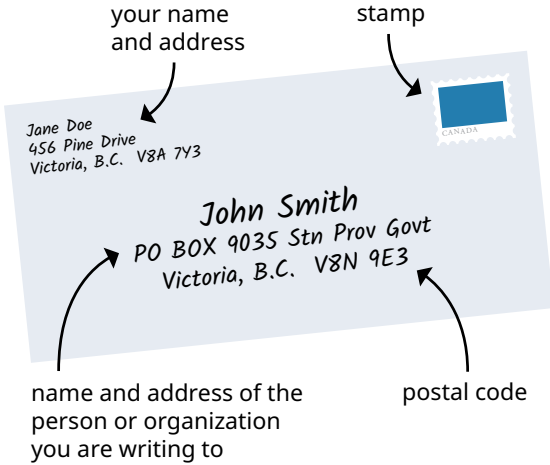 your name
and address
stamp
Jane Doe
456 Pine Drive
Victoria, B.C. V8A 7Y3
CANADA
John Smith
PO BOX 9035 Stn Prov Govt
Victoria, B.C. V8N 9E3
name and address of the
person or organization
you are writing to
postal code